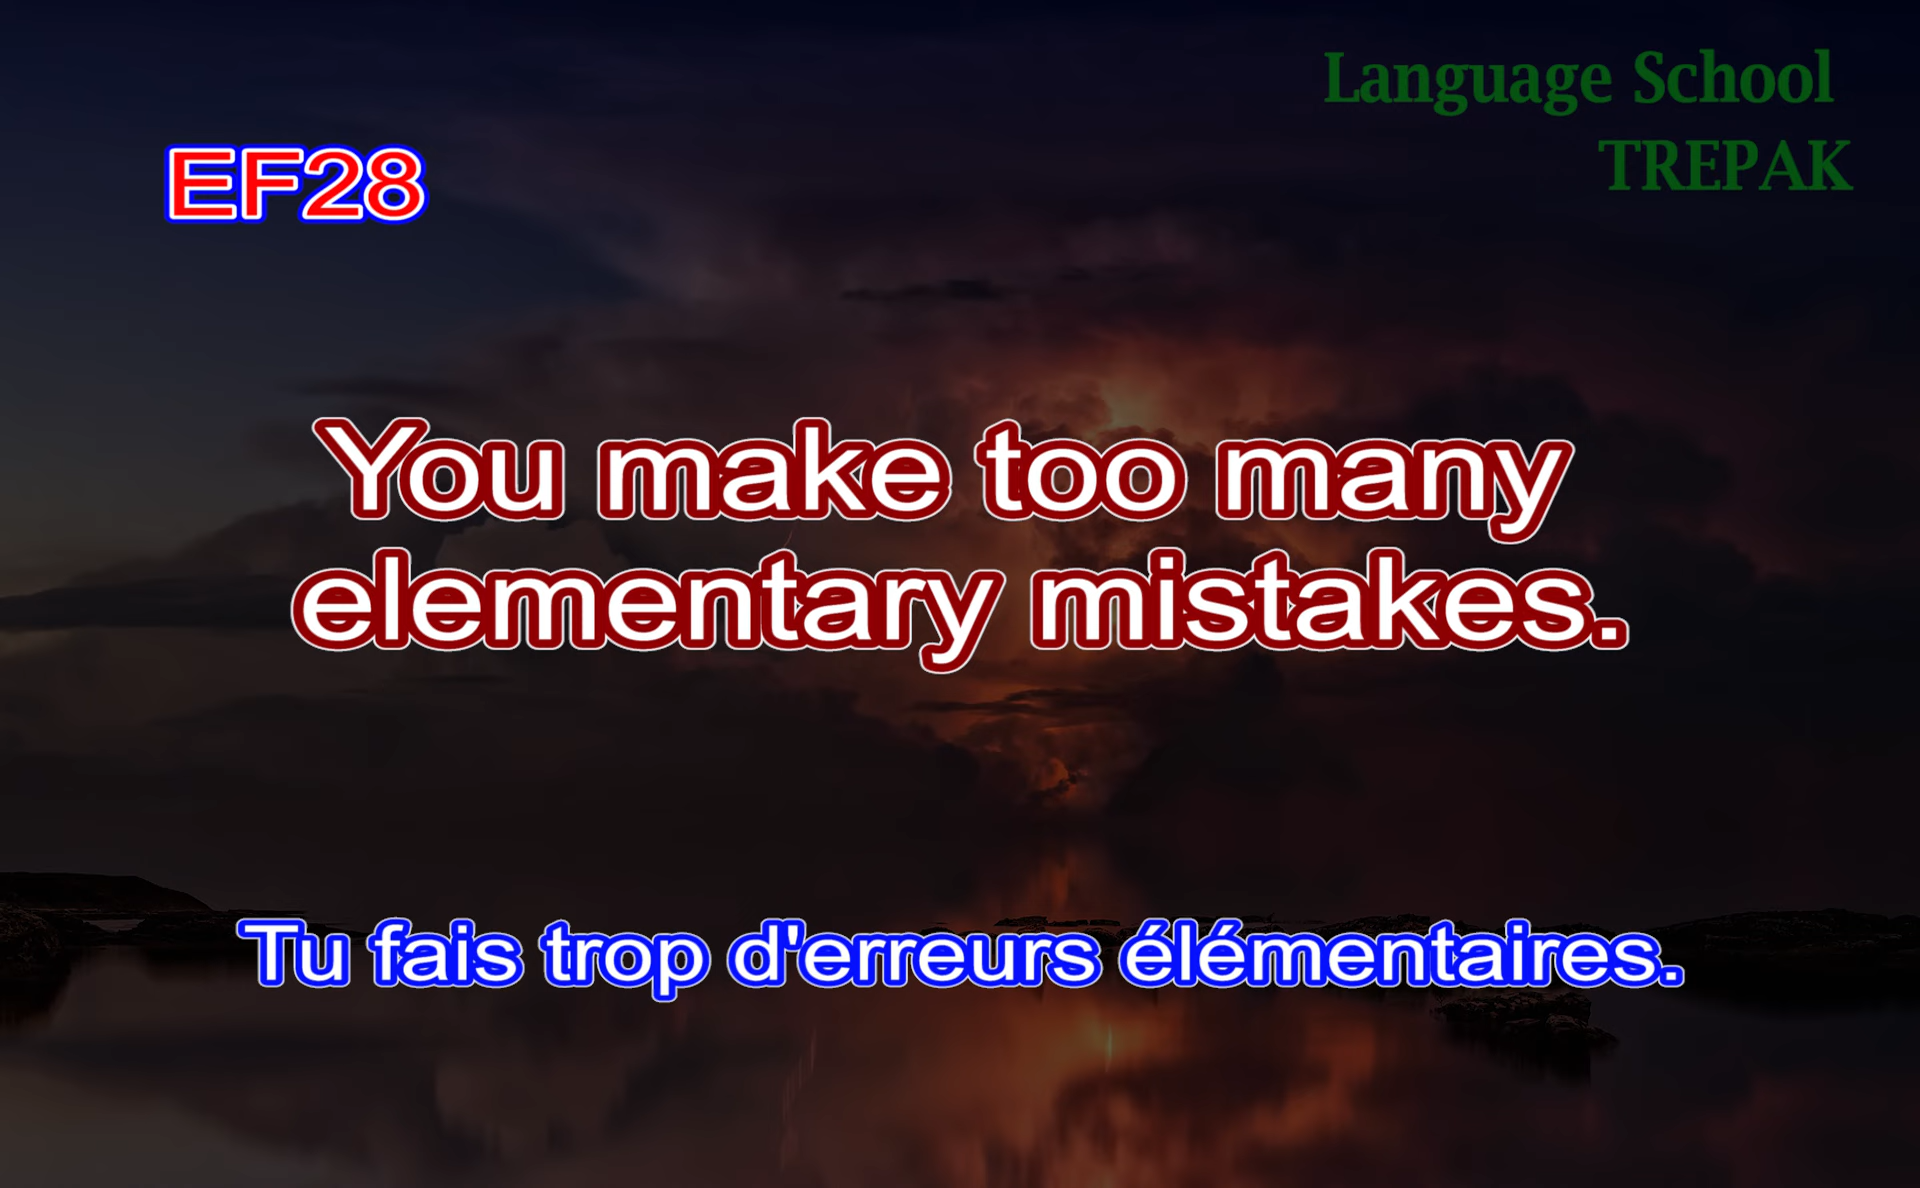 Language School
TREPAK
EF28
You make too many
elementary mistakes.
Tu fais trop d'erreurs élémentaires.